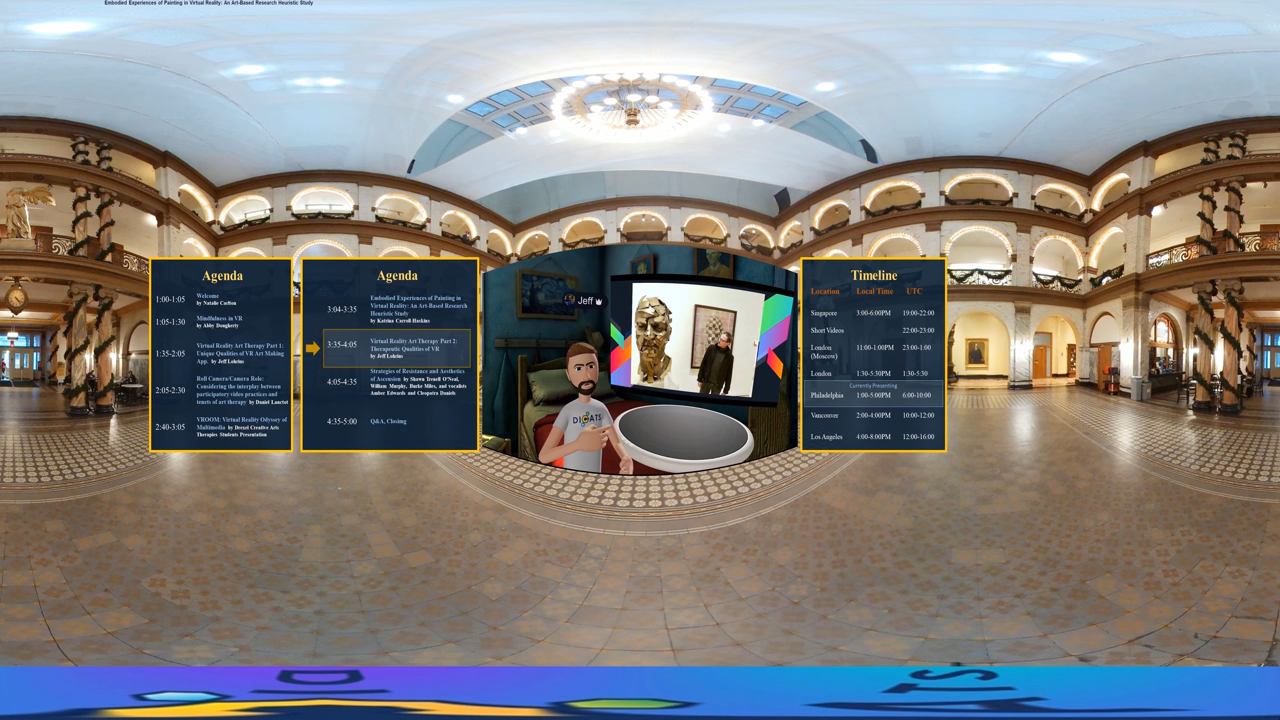 Embodied Experiences of Painting in Virtual Reality: An Art-Based Research Heuristic Study
Agenda
1:00-1:05
Welcome
by Natalie Carlton
1:05-1:30
Mindfulness in VR
by Abby Dougherty
1:35-2:05
Virtual Reality Art Therapy Part 1:
Unique Qualities of VR Art Making
App. by Jeff Lohrius
2:05-2:30
Roll Camera/Camera Role:
Considering the interplay between
participatory video practices and
tenets of art therapy by Daniel Lanctot
2:40-3:05
VROOM: Virtual Reality Odyssey of
Multimedia by Drexel Creative Arts
Therapies Students Presentation
Agenda
3:04-3:35
Embodied Experiences of Painting in
Virtual Reality: An Art-Based Research
Heuristic Study
by Katrina Carroll-Haskins
3:35-4:05
Virtual Reality Art Therapy Part 2:
Therapeutic Qualities of VR
by Jeff Lohrius
4:05-4:35
Strategies of Resistance and Aesthetics
of Ascension by Shawn Trenell O'Neal,
William Murphy, Burke Miles, and vocalists
Amber Edwards and Cleopatra Daniels
4:35-5:00
Q&A, Closing
Jeff
DICATS
Timeline
Location Local Time UTC
Singapore 3:00-6:00PM 19:00-22:00
Short Videos 22:00-23:00
London
(Moscow) 11:00-1:00PM 23:00-1:00
London 1:30-5:30PM 1:30-5:30
Currently Presenting
Philadelphia 1:00-5:00PM 6:00-10:00
Vancouver 2:00-4:00PM 10:00-12:00
Los Angeles 4:00-8:00PM 12:00-16:00